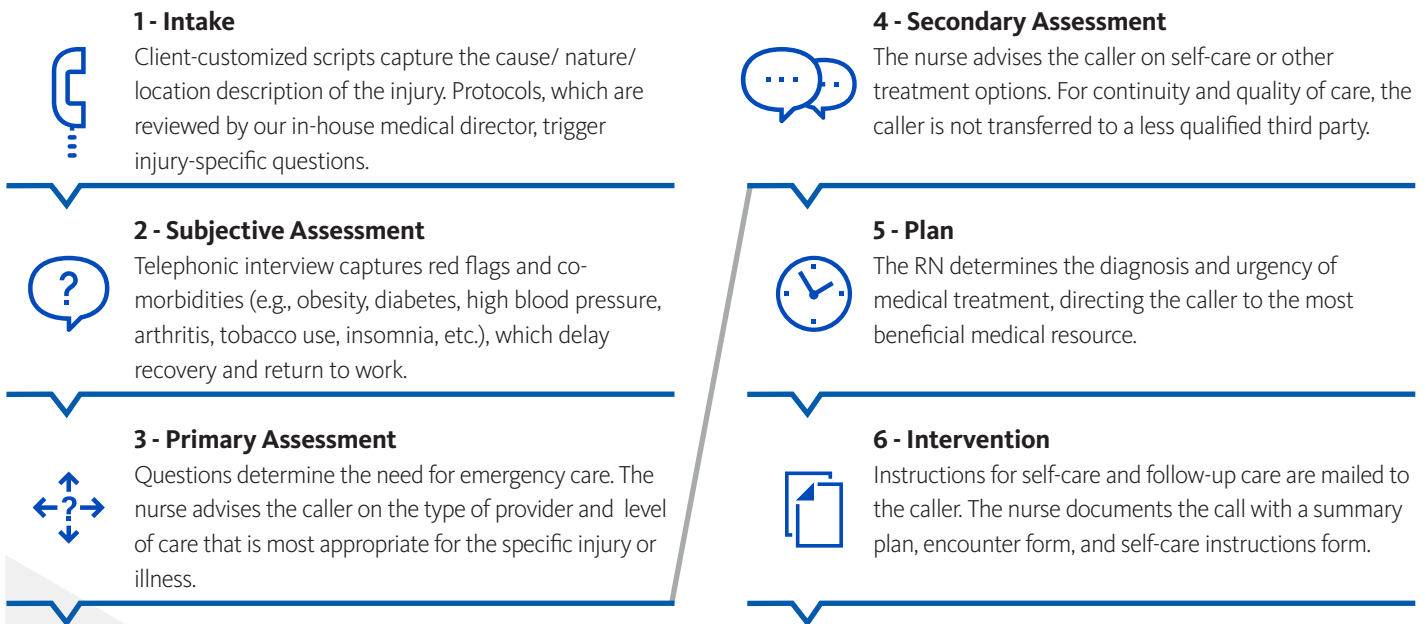 1 - Intake
Client-customized scripts capture the cause/ nature/
location description of the injury. Protocols, which are
reviewed by our in-house medical director, trigger
injury-specific questions.
?
2 - Subjective Assessment
Telephonic interview captures red flags and co-
morbidities (e.g., obesity, diabetes, high blood pressure,
arthritis, tobacco use, insomnia, etc.), which delay
recovery and return to work.
?
3 - Primary Assessment
Questions determine the need for emergency care. The
nurse advises the caller on the type of provider and level
of care that is most appropriate for the specific injury or
illness.
4 - Secondary Assessment
The nurse advises the caller on self-care or other
treatment options. For continuity and quality of care, the
caller is not transferred to a less qualified third party.
5 - Plan
The RN determines the diagnosis and urgency of
medical treatment, directing the caller to the most
beneficial medical resource.
6 - Intervention
Instructions for self-care and follow-up care are mailed to
the caller. The nurse documents the call with a summary
plan, encounter form, and self-care instructions form.